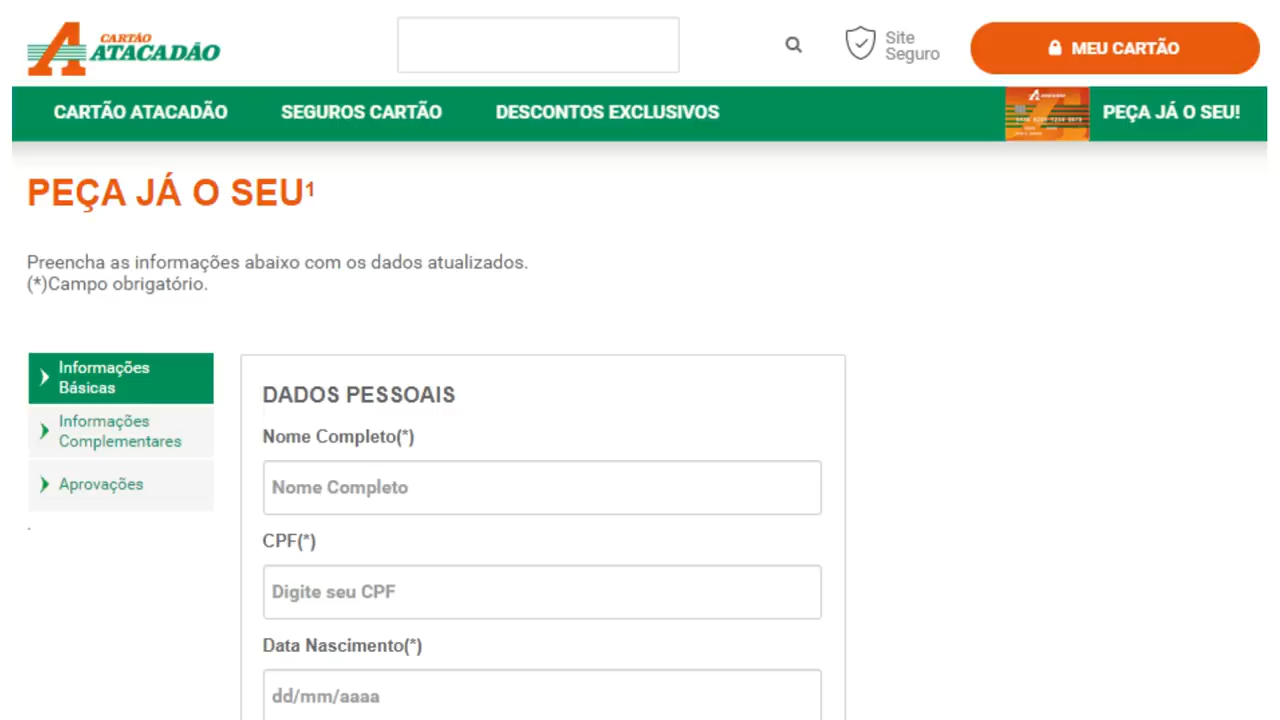 CARTÃO
ATACADÃO
Site
Seguro
MEU CARTÃO
CARTÃO ATACADÃO
SEGUROS CARTÃO
DESCONTOS EXCLUSIVOS
PEÇA JÁ O SEU!
PEÇA JÁ O SEU¹
Preencha as informações abaixo com os dados atualizados.
(*)Campo obrigatório.
Informações
Básicas
Informações
Complementares
Aprovações
.
DADOS PESSOAIS
Nome Completo(*)
Nome Completo
CPF(*)
Digite seu CPF
Data Nascimento(*)
dd/mm/aaaa